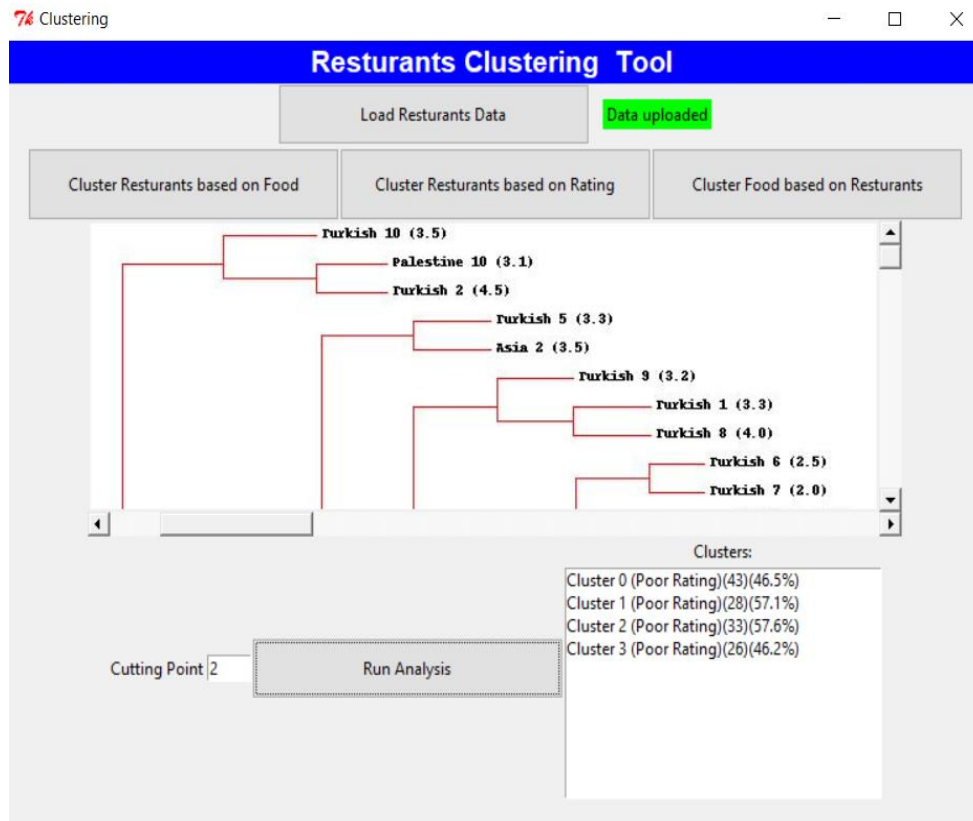 Clustering
Resturants Clustering Tool
Load Resturants Data
Data uploaded
Cluster Resturants based on Food
Cluster Resturants based on Rating
Cluster Food based on Resturants
Turkish 10 (3.5)
Palestine 10 (3.1)
Turkish 2 (4.5)
Turkish 5 (3.3)
Asia 2 (3.5)
Turkish 9 (3.2)
Turkish 1 (3.3)
Turkish 8 (4.0)
Turkish 6 (2.5)
Turkish 7 (2.0)
Clusters:
Cluster 0 (Poor Rating)(43)(46.5%)
Cluster 1 (Poor Rating)(28)(57.1%)
Cluster 2 (Poor Rating)(33)(57.6%)
Cluster 3 (Poor Rating)(26)(46.2%)
Cutting Point 2
Run Analysis